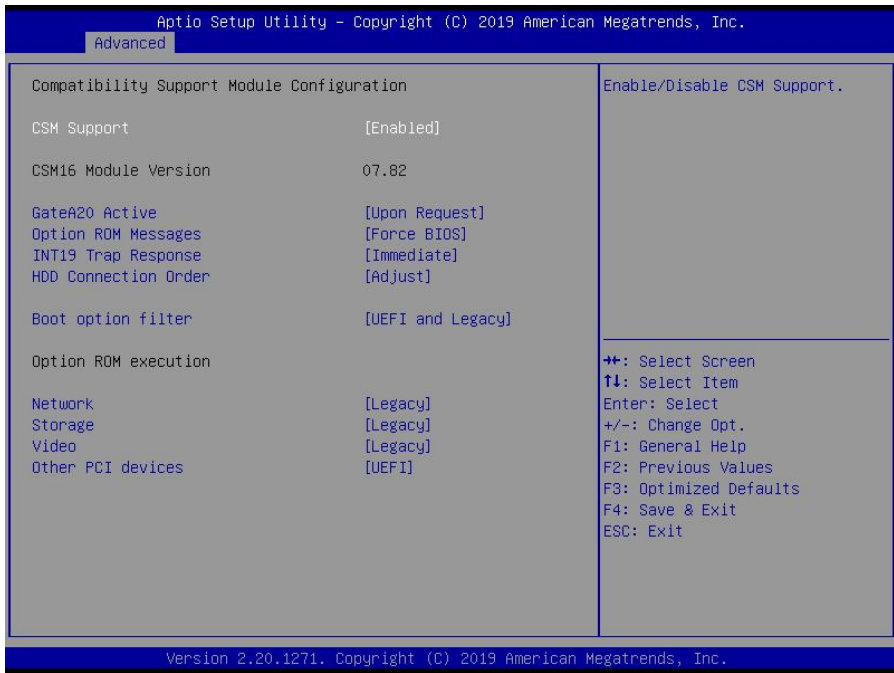 Aptio Setup Utility – Copyright (C) 2019 American Megatrends, Inc.
Advanced
Compatibility Support Module Configuration
CSM Support [Enabled]
CSM16 Module Version 07.82
GateA20 Active [Upon Request]
Option ROM Messages [Force BIOS]
INT19 Trap Response [Immediate]
HDD Connection Order [Adjust]
Boot option filter [UEFI and Legacy]
Option ROM execution
Network [Legacy]
Storage [Legacy]
Video [Legacy]
Other PCI devices [UEFI]
Enable/Disable CSM Support.
→←: Select Screen
↑↓: Select Item
Enter: Select
+/-: Change Opt.
F1: General Help
F2: Previous Values
F3: Optimized Defaults
F4: Save & Exit
ESC: Exit
Version 2.20.1271. Copyright (C) 2019 American Megatrends, Inc.